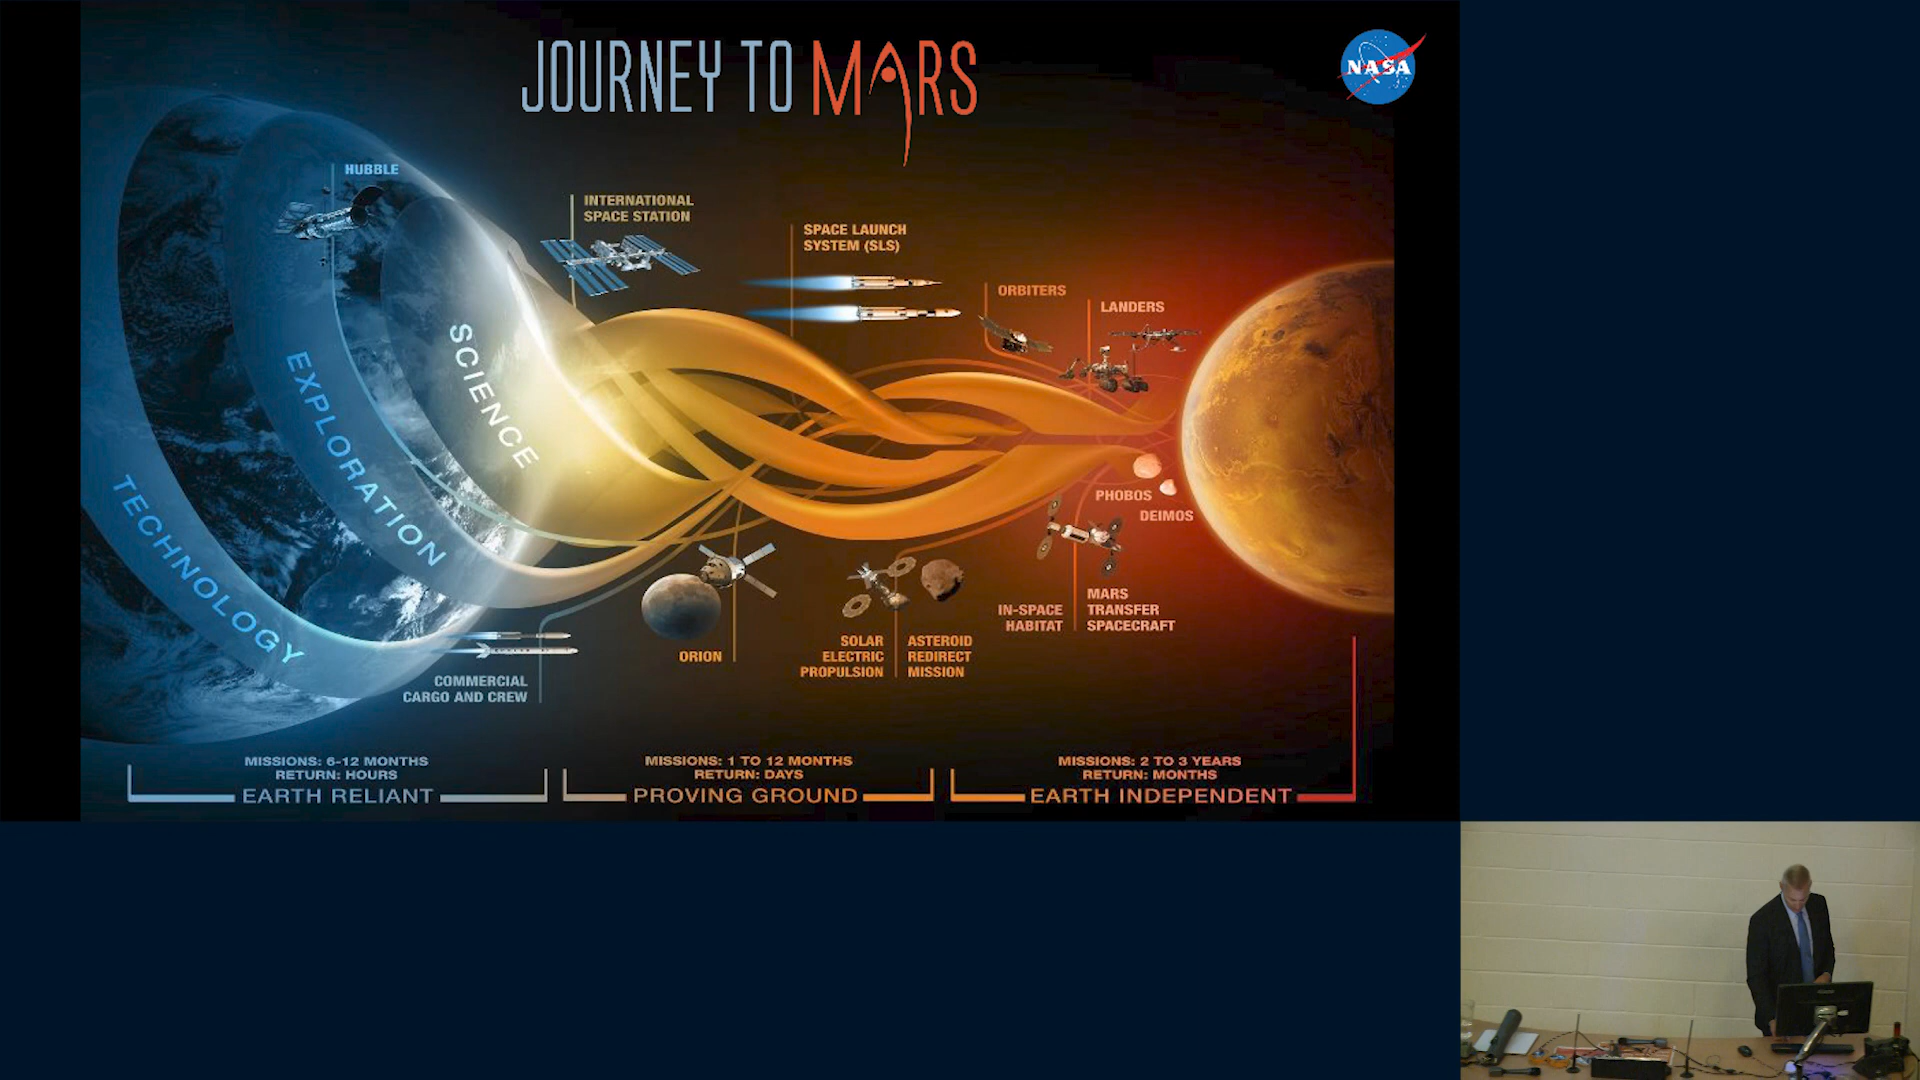 JOURNEY TO MARS
NASA
HUBBLE
INTERNATIONAL
SPACE STATION
SPACE LAUNCH
SYSTEM (SLS)
ORBITERS
LANDERS
SCIENCE
EXPLORATION
TECHNOLOGY
PHOBOS
DEIMOS
ORION
SOLAR
ELECTRIC
PROPULSION
ASTEROID
REDIRECT
MISSION
IN-SPACE
HABITAT
MARS
TRANSFER
SPACECRAFT
COMMERCIAL
CARGO AND CREW
MISSIONS: 6-12 MONTHS
RETURN: HOURS
EARTH RELIANT
MISSIONS: 1 TO 12 MONTHS
RETURN: DAYS
PROVING GROUND
MISSIONS: 2 TO 3 YEARS
RETURN: MONTHS
EARTH INDEPENDENT